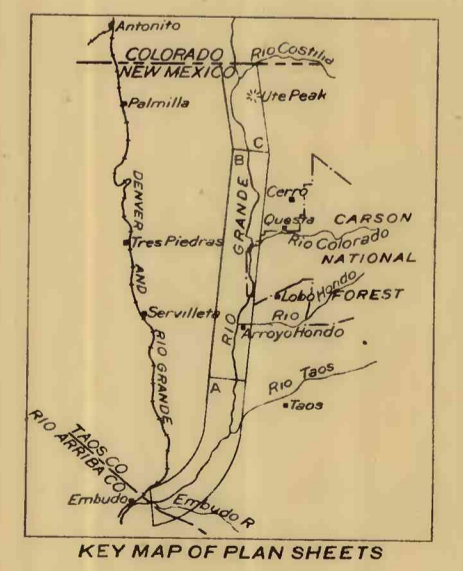 Antonito
Rio Costilla
COLORADO
NEW MEXICO
Ute Peak
Palmilla
C
B
Cerro
Questa
CARSON
Rio Colorado
NATIONAL
FOREST
DENVER AND RIO GRANDE
RIO GRANDE
Tres Piedras
Lobo
Rio Hondo
Servilleta
Arroyo Hondo
A
Rio Taos
Taos
TAOS CO
RIO ARRIBA CO
Embudo
Embudo R
KEY MAP OF PLAN SHEETS